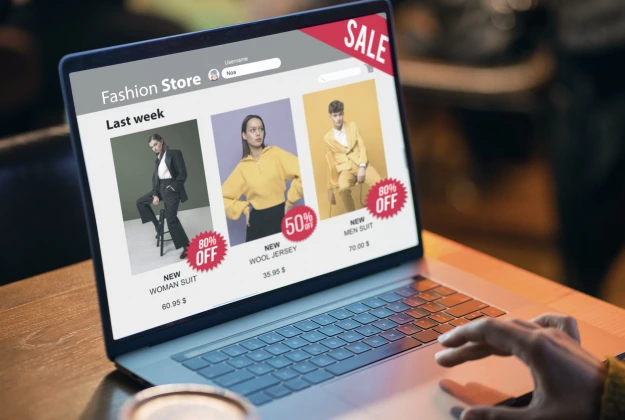 SALE
Username
Fashion Store
Noa
Last week
80%
OFF
50%
OFF
80%
OFF
NEW
WOMAN SUIT
60.95 $
NEW
WOOL JERSEY
35.95 $
NEW
MEN SUIT
70.00 $